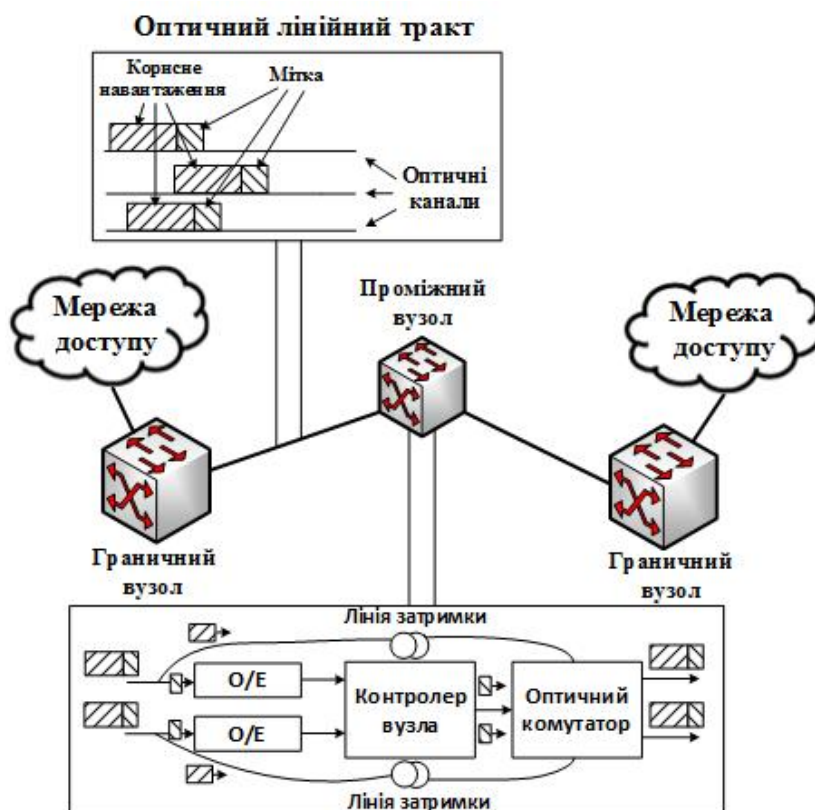 Оптичний лінійний тракт
Корисне
навантаження
Мітка
Оптичні
канали
Мережа
доступу
Проміжний
вузол
Мережа
доступу
Граничний
вузол
Граничний
вузол
Лінія затримки
О/Е
Контролер
вузла
Оптичний
комутатор
О/Е
Лінія затримки